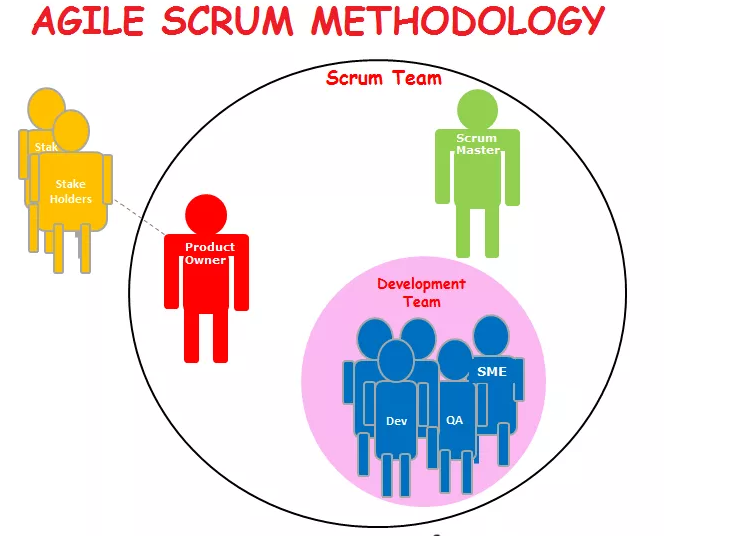 AGILE SCRUM METHODOLOGY
Scrum Team
Scrum
Master
Stak
Stake
Holders
Product
Owner
Development
Team
SME
Dev
QA